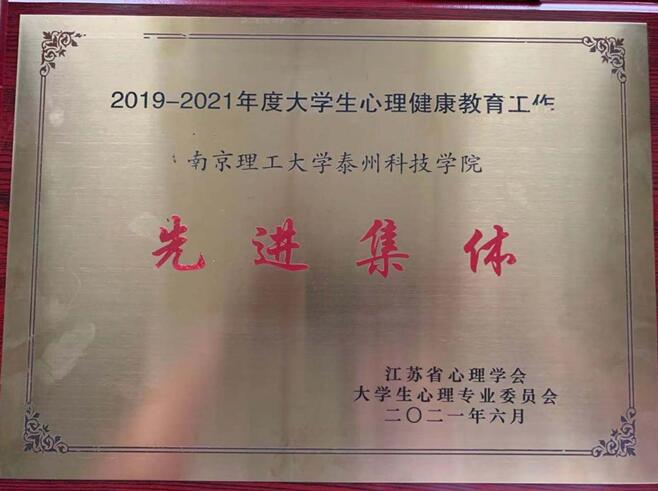 2019-2021年度大学生心理健康教育工作
南京理工大学泰州科技学院
先进集体
江苏省心理学会
大学生心理专业委员会
二〇二一年六月